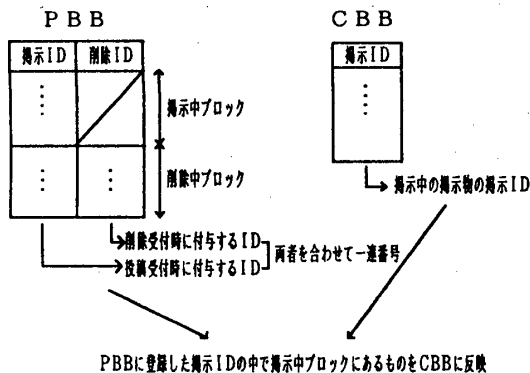 PBB
CBB
掲示ID 削除ID
掲示ID
掲示中ブロック
削除中ブロック
掲示中の掲示物の掲示ID
削除受付時に付与するID
投稿受付時に付与するID
両者を合わせて一連番号
PBBに登録した掲示IDの中で掲示中ブロックにあるものをCBBに反映